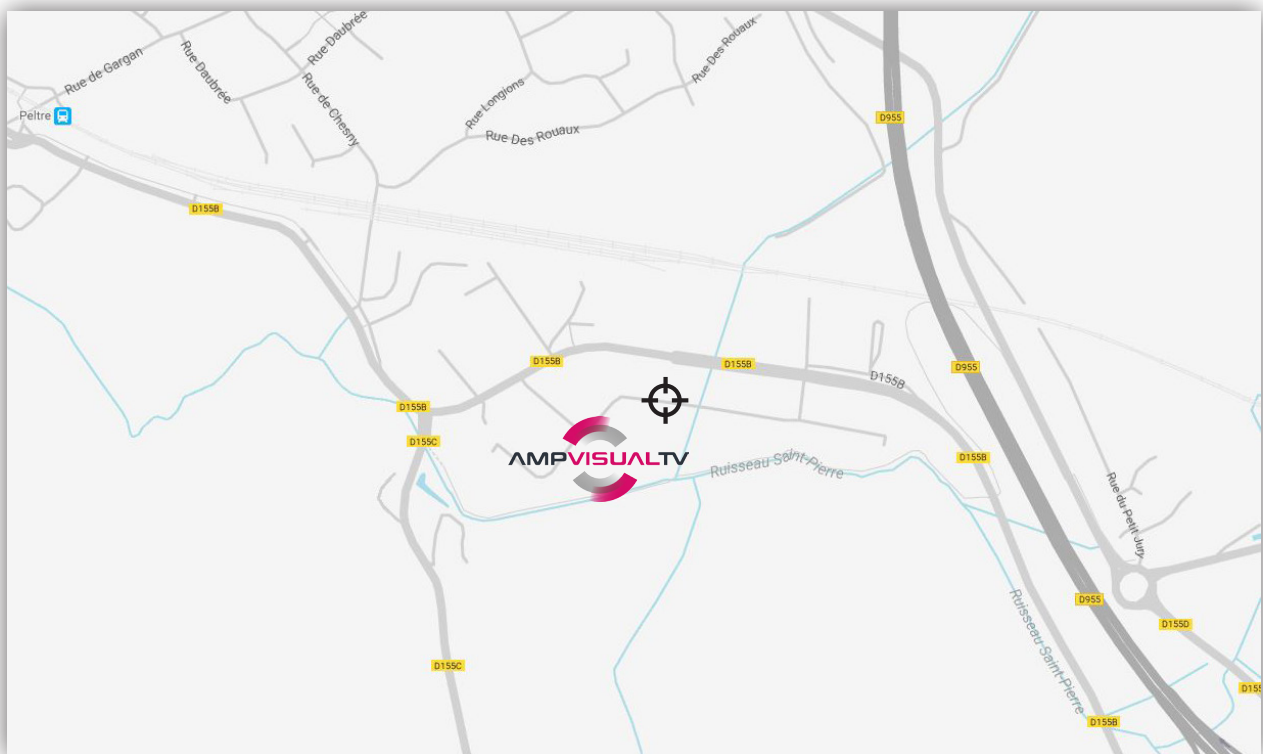 Rue de Gargan
Rue Daubrée
Rue Daubrée
Rue de Chesny
Rue Longions
Rue Des Rouaux
Rue Des Rouaux
Peltre
D955
D155B
D155B
D155B
D155B
D955
D155B
D155C
AMPVISUALTV
Ruisseau Saint-Pierre
D155B
Rue du Petit Jury
Ruisseau Saint-Pierre
D955
D155D
D155C
D155
D155B